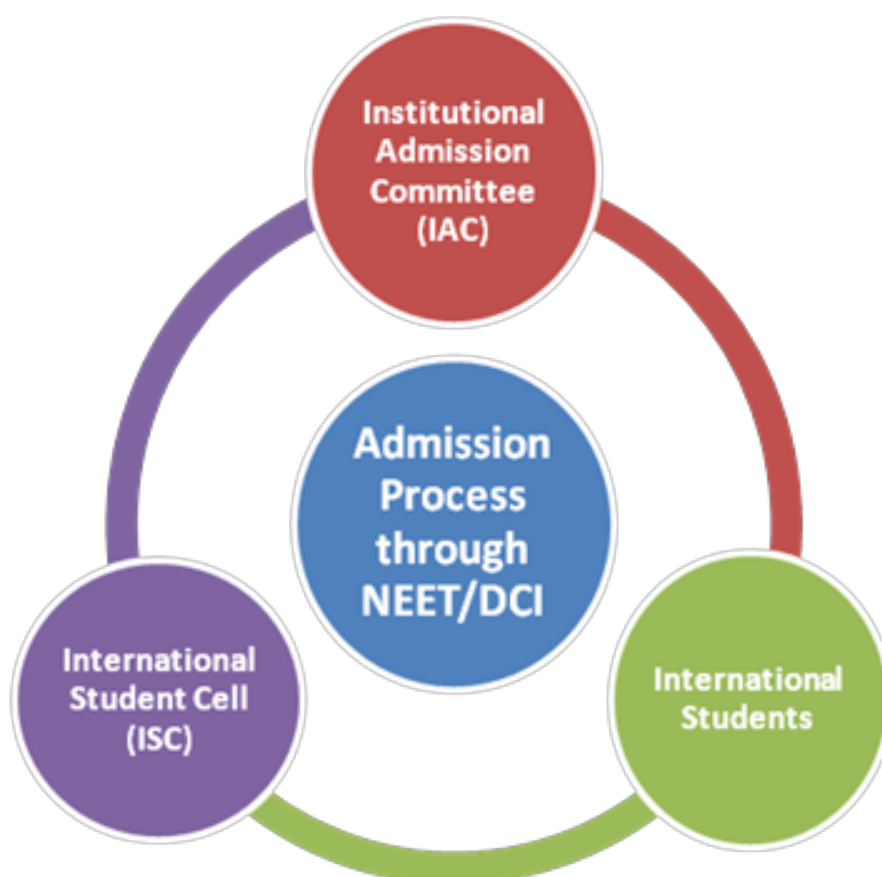 Institutional
Admission
Committee
(IAC)
Admission
Process
through
NEET/DCI
International
Student Cell
(ISC)
International
Students